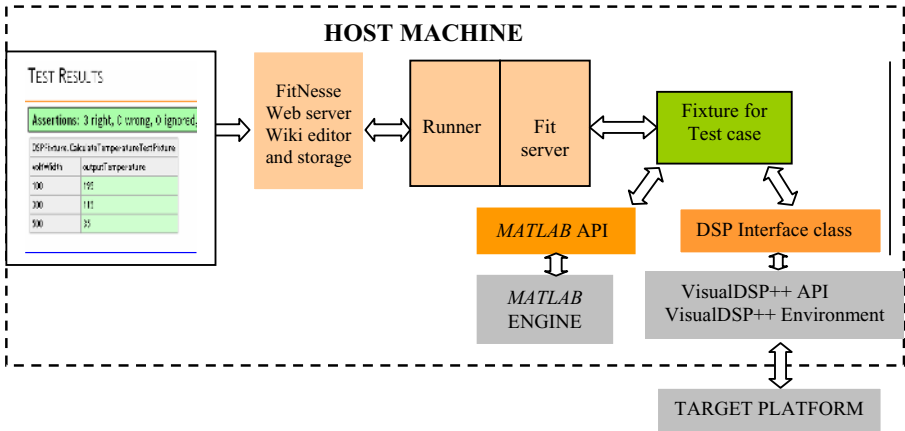 HOST MACHINE
TEST RESULTS
Assertions: 3 right, 0 wrong, 0 ignored,
DSPFixture.CalculateTemperatureTestFixture
outputTemperature
100
500
FitNesse
Web server
Wiki editor
and storage
Runner
Fit
server
Fixture for
Test case
MATLAB API
DSP Interface class
MATLAB
ENGINE
VisualDSP++ API
VisualDSP++ Environment
TARGET PLATFORM